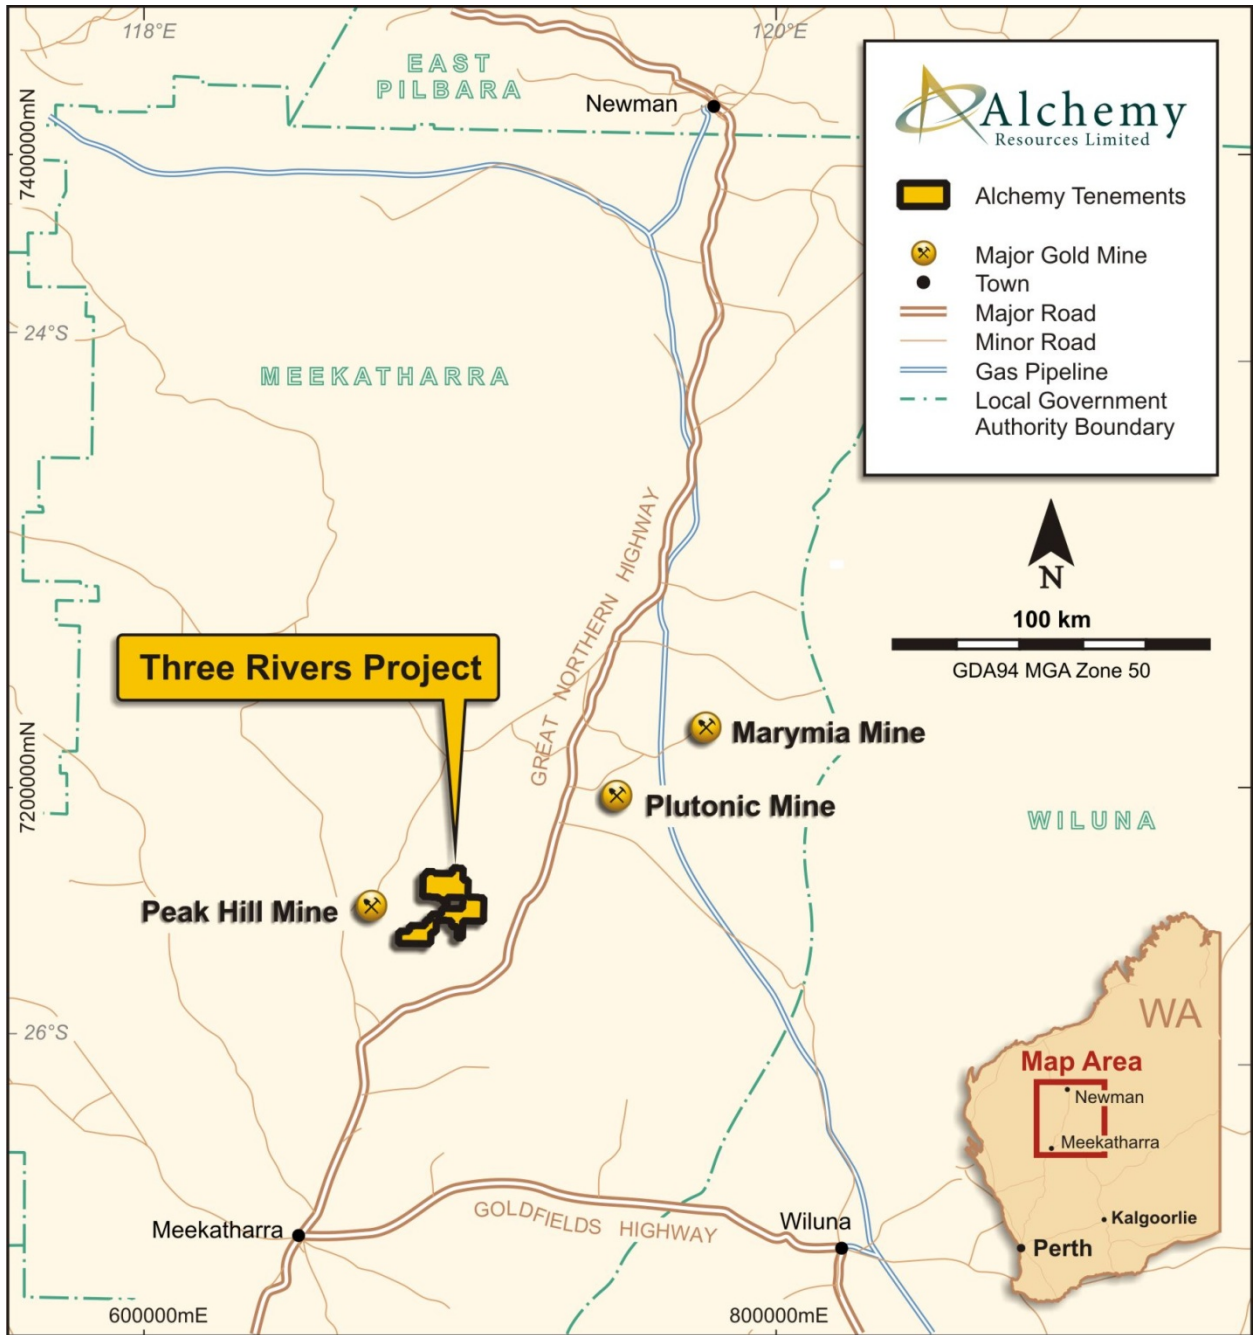 118°E
120°E
EAST
PILBARA
Newman
7400000mN
Alchemy
Resources Limited
Alchemy Tenements
Major Gold Mine
Town
Major Road
Minor Road
Gas Pipeline
Local Government
Authority Boundary
24°S
MEEKATHARRA
N
100 km
GDA94 MGA Zone 50
GREAT NORTHERN HIGHWAY
Three Rivers Project
Marymia Mine
Plutonic Mine
7200000mN
WILUNA
Peak Hill Mine
26°S
WA
Map Area
Newman
Meekatharra
Kalgoorlie
Perth
Meekatharra
GOLDFIELDS HIGHWAY
Wiluna
600000mE
800000mE